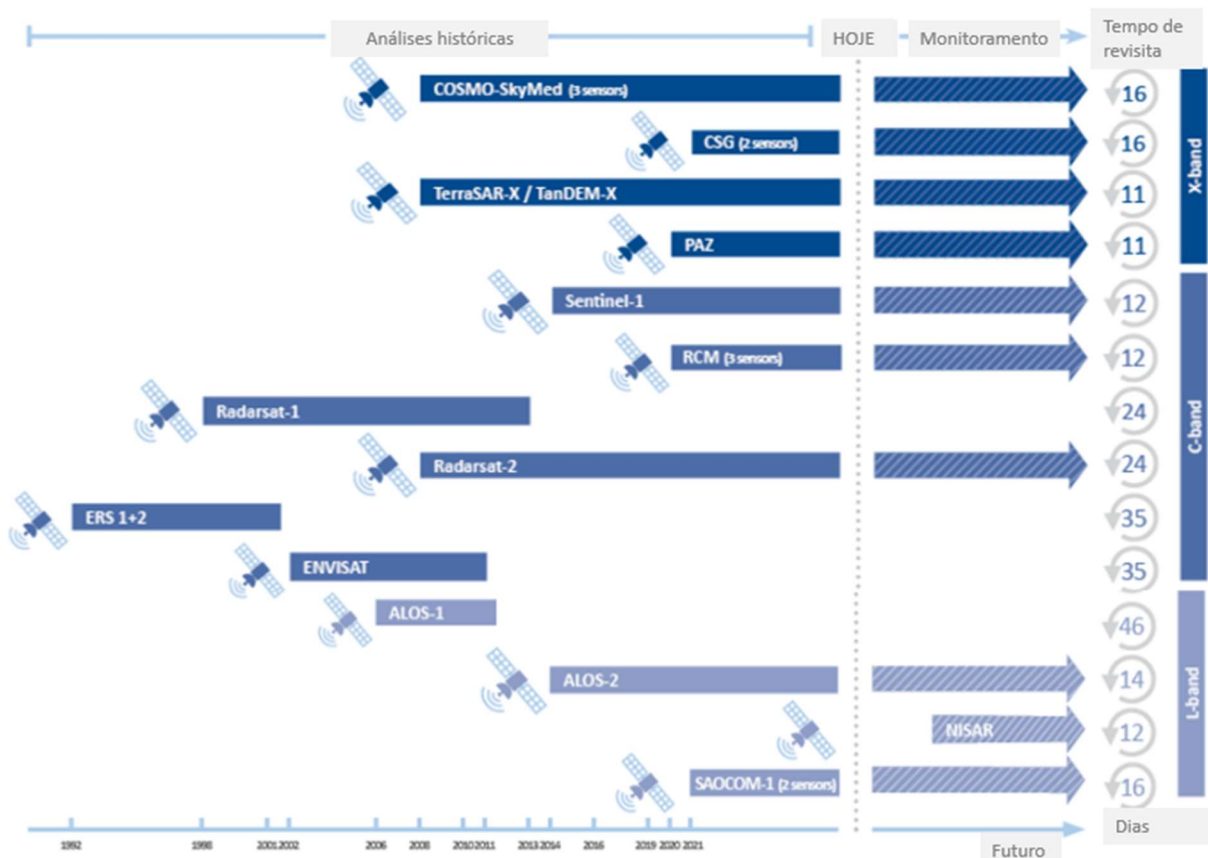 Análises históricas HOJE Monitoramento Tempo de
revisita
COSMO-SkyMed (3 sensors) 16
CSG (2 sensors) 16
TerraSAR-X / TanDEM-X 11
PAZ 11
X-band
Sentinel-1 12
RCM (3 sensors) 12
Radarsat-1 24
Radarsat-2 24
ERS 1+2 35
ENVISAT 35
C-band
ALOS-1 46
ALOS-2 14
NISAR 12
SAOCOM-1 (2 sensors) 16
L-band
1992 1998 2001 2002 2006 2008 2010 2011 2013 2014 2016 2019 2020 2021
Futuro
Dias